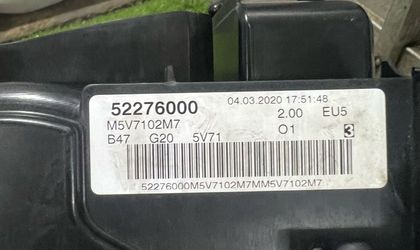 52276000 04.03.2020 17:51:48
M5V7102M7 2.00 EU5
B47 G20 5V71 O1 3
52276000M5V7102M7MM5V7102M7